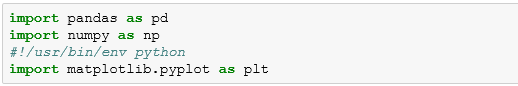 import pandas as pd
import numpy as np
#!/usr/bin/env python
import matplotlib.pyplot as plt